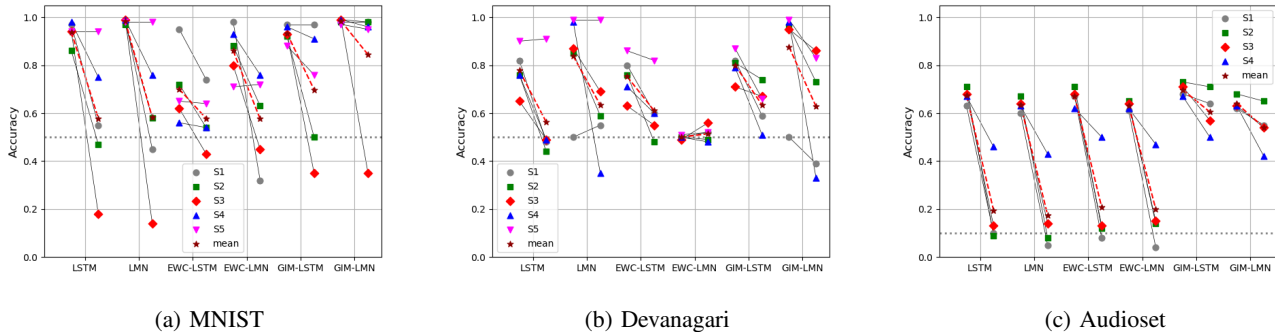 Accuracy
1.0
0.8
0.6
0.4
0.2
0.0
S1
S2
S3
S4
S5
mean
LSTM LMN EWC-LSTM EWC-LMN GIM-LSTM GIM-LMN
(a) MNIST
Accuracy
1.0
0.8
0.6
0.4
0.2
0.0
S1
S2
S3
S4
S5
mean
LSTM LMN EWC-LSTM EWC-LMN GIM-LSTM GIM-LMN
(b) Devanagari
Accuracy
1.0
0.8
0.6
0.4
0.2
0.0
S1
S2
S3
S4
mean
LSTM LMN EWC-LSTM EWC-LMN GIM-LSTM GIM-LMN
(c) Audioset